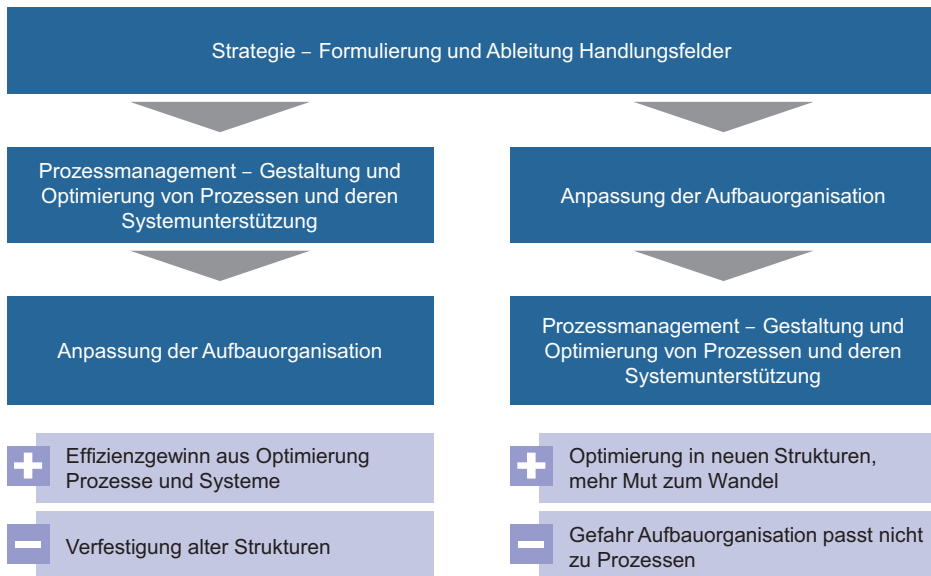 Strategie – Formulierung und Ableitung Handlungsfelder
Prozessmanagement – Gestaltung und
Optimierung von Prozessen und deren
Systemunterstützung
Anpassung der Aufbauorganisation
Effizienzgewinn aus Optimierung
Prozesse und Systeme
Verfestigung alter Strukturen
Anpassung der Aufbauorganisation
Prozessmanagement – Gestaltung und
Optimierung von Prozessen und deren
Systemunterstützung
Optimierung in neuen Strukturen,
mehr Mut zum Wandel
Gefahr Aufbauorganisation passt nicht
zu Prozessen